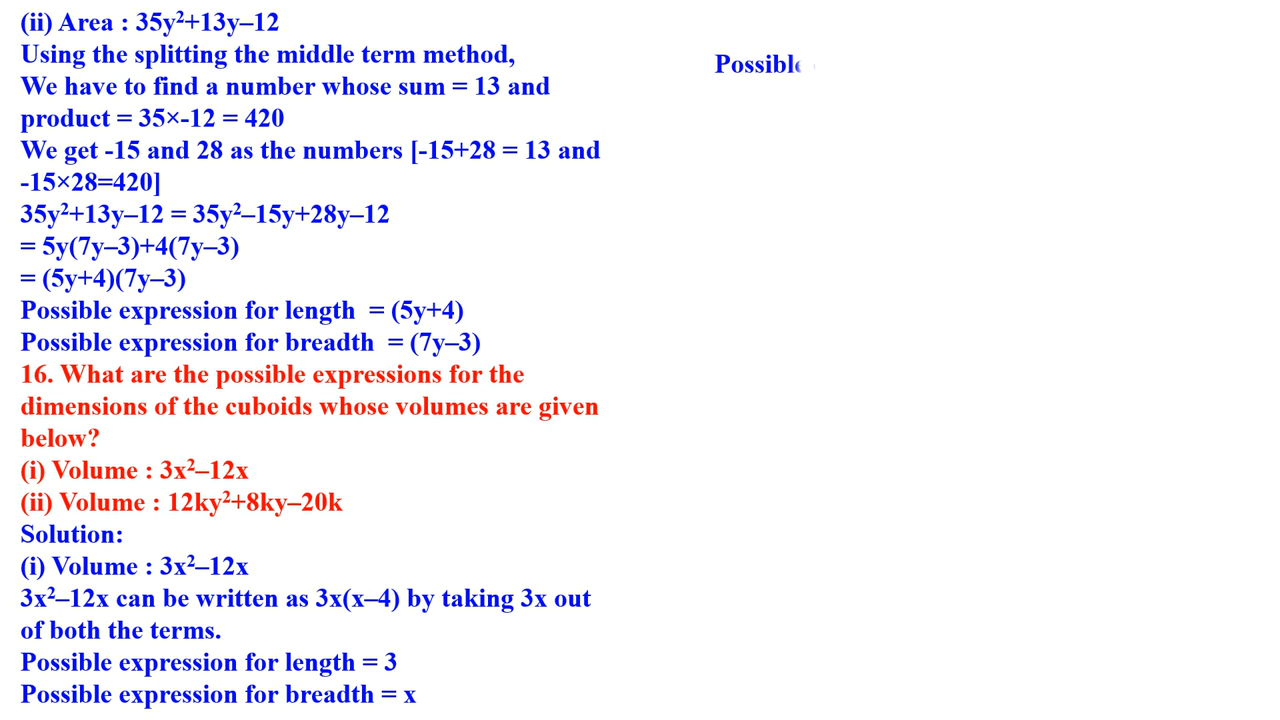 (ii) Area : 35y²+13y–12
Using the splitting the middle term method,
We have to find a number whose sum = 13 and
product = 35×-12 = 420
We get -15 and 28 as the numbers [-15+28 = 13 and
-15×28=420]
35y²+13y–12 = 35y²–15y+28y–12
= 5y(7y–3)+4(7y–3)
= (5y+4)(7y–3)
Possible expression for length  = (5y+4)
Possible expression for breadth  = (7y–3)
16. What are the possible expressions for the
dimensions of the cuboids whose volumes are given
below?
(i) Volume : 3x²–12x
(ii) Volume : 12ky²+8ky–20k
Solution:
(i) Volume : 3x²–12x
3x²–12x can be written as 3x(x–4) by taking 3x out
of both the terms.
Possible expression for length = 3
Possible expression for breadth = x
Possible